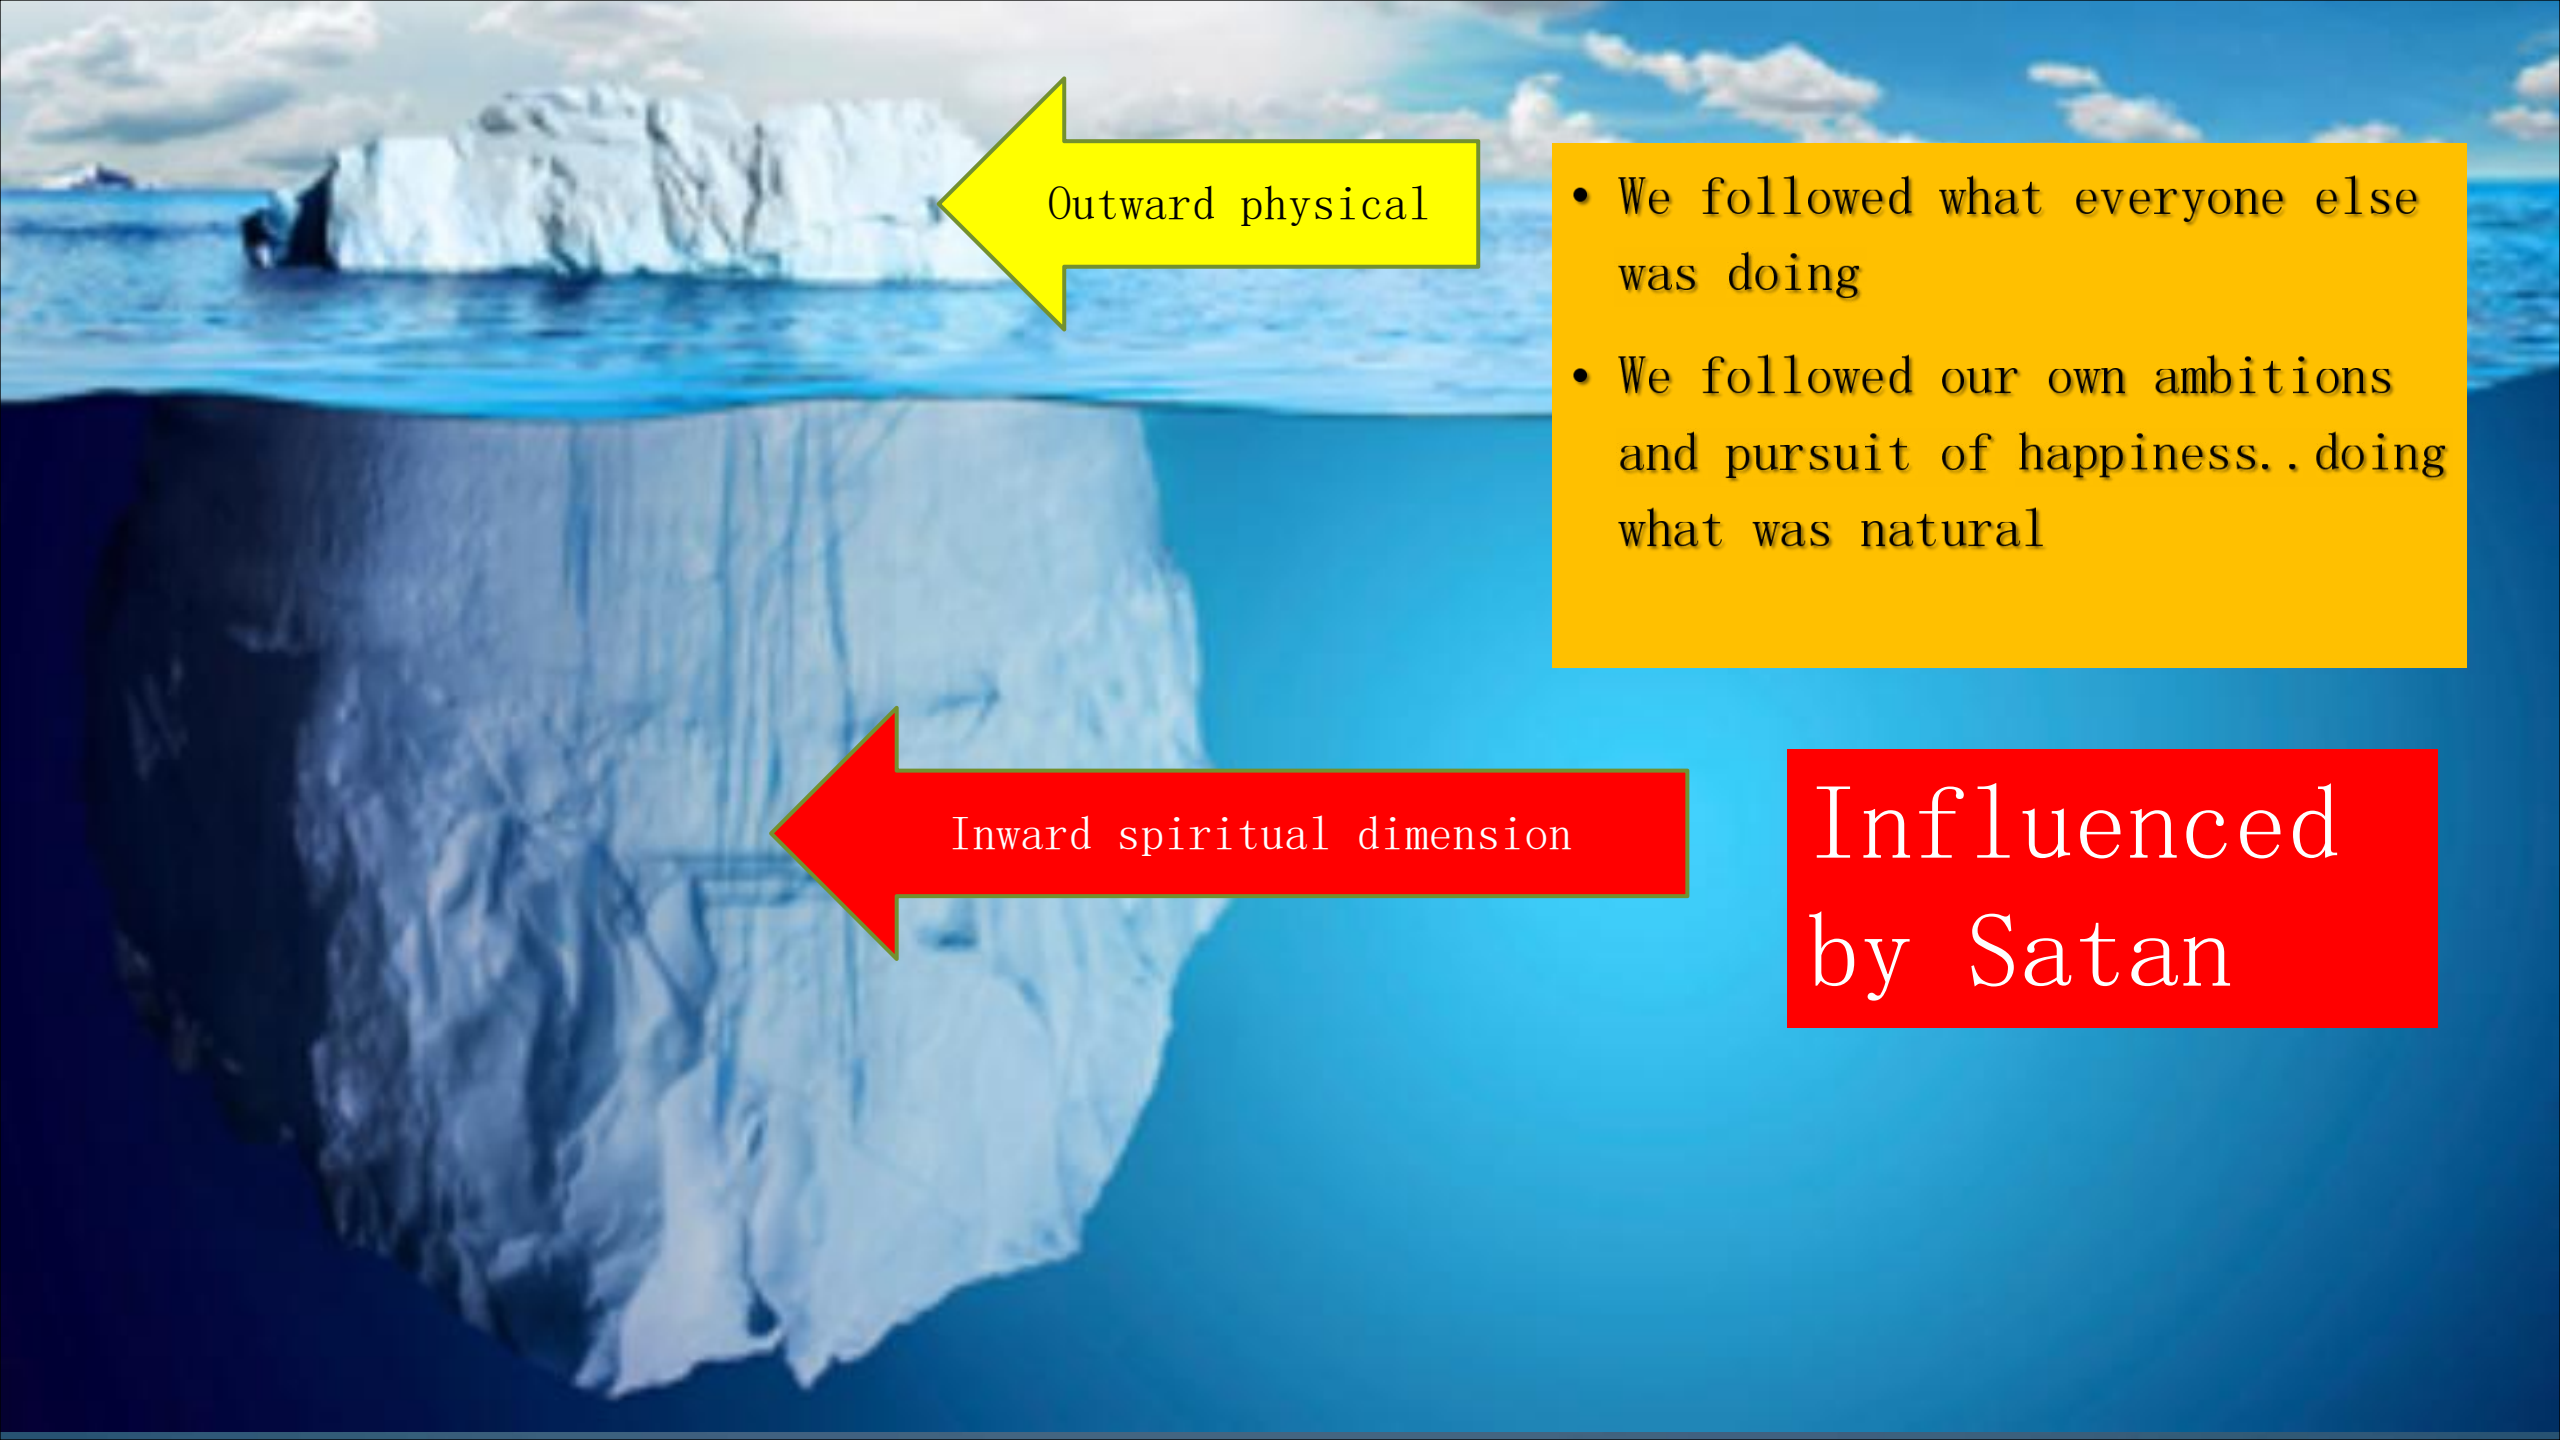 Outward physical
• We followed what everyone else
was doing
• We followed our own ambitions
and pursuit of happiness..doing
what was natural
Inward spiritual dimension
Influenced
by Satan